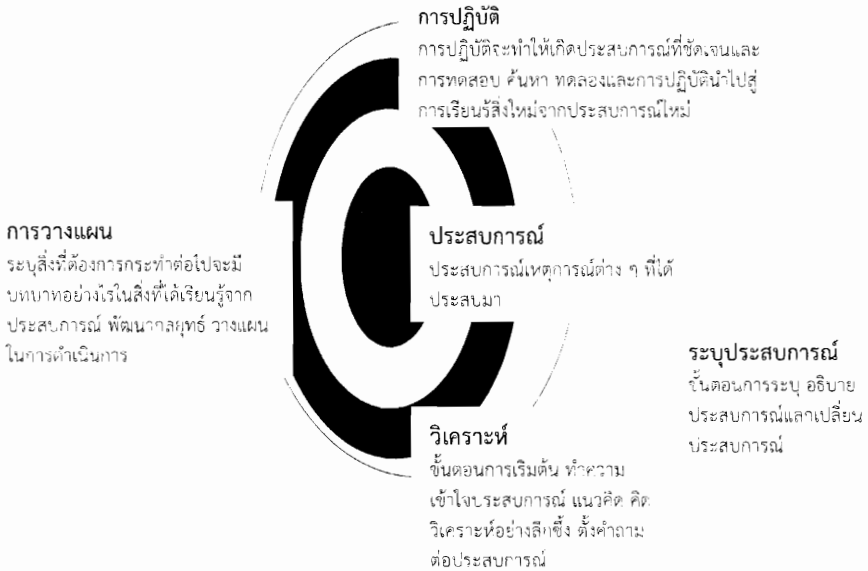 การปฏิบัติ
การปฏิบัติจะทำให้เกิดประสบการณ์ที่ชัดเจนและ
การทดสอบ ค้นหา ทดลองและการปฏิบัตินำไปสู่
การเรียนรู้สิ่งใหม่จากประสบการณ์ใหม่
การวางแผน
ระบุสิ่งที่ต้องการกระทำต่อไปจะมี
บทบาทอย่างไรในสิ่งที่ได้เรียนรู้จาก
ประสบการณ์ พัฒนากลยุทธ์ วางแผน
ในการดำเนินการ
ประสบการณ์
ประสบการณ์เหตุการณ์ต่าง ๆ ที่ได้
ประสบมา
ระบุประสบการณ์
ขั้นตอนการระบุ อธิบาย
ประสบการณ์แลกเปลี่ยน
ประสบการณ์
วิเคราะห์
ขั้นตอนการเริ่มต้น ทำความ
เข้าใจประสบการณ์ แนวคิด คิด
วิเคราะห์อย่างลึกซึ้ง ตั้งคำถาม
ต่อประสบการณ์